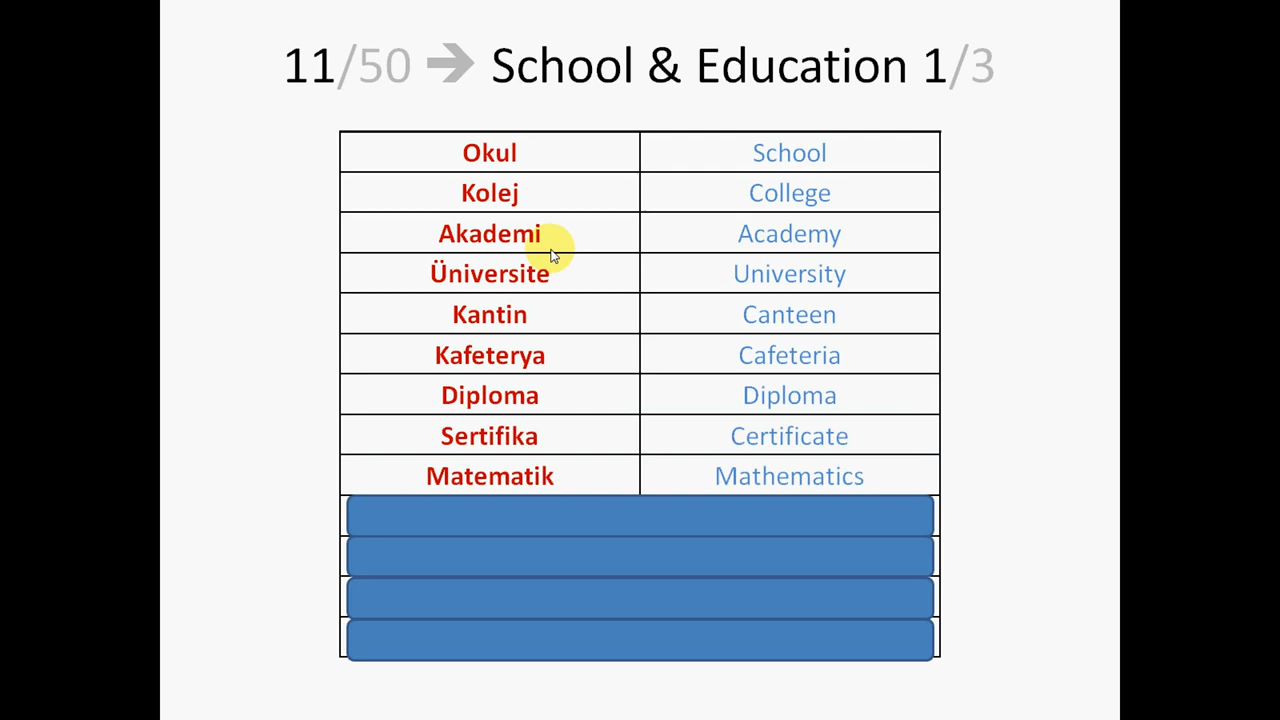 11/50 → School & Education 1/3
Okul School
Kolej College
Akademi Academy
Üniversite University
Kantin Canteen
Kafeterya Cafeteria
Diploma Diploma
Sertifika Certificate
Matematik Mathematics